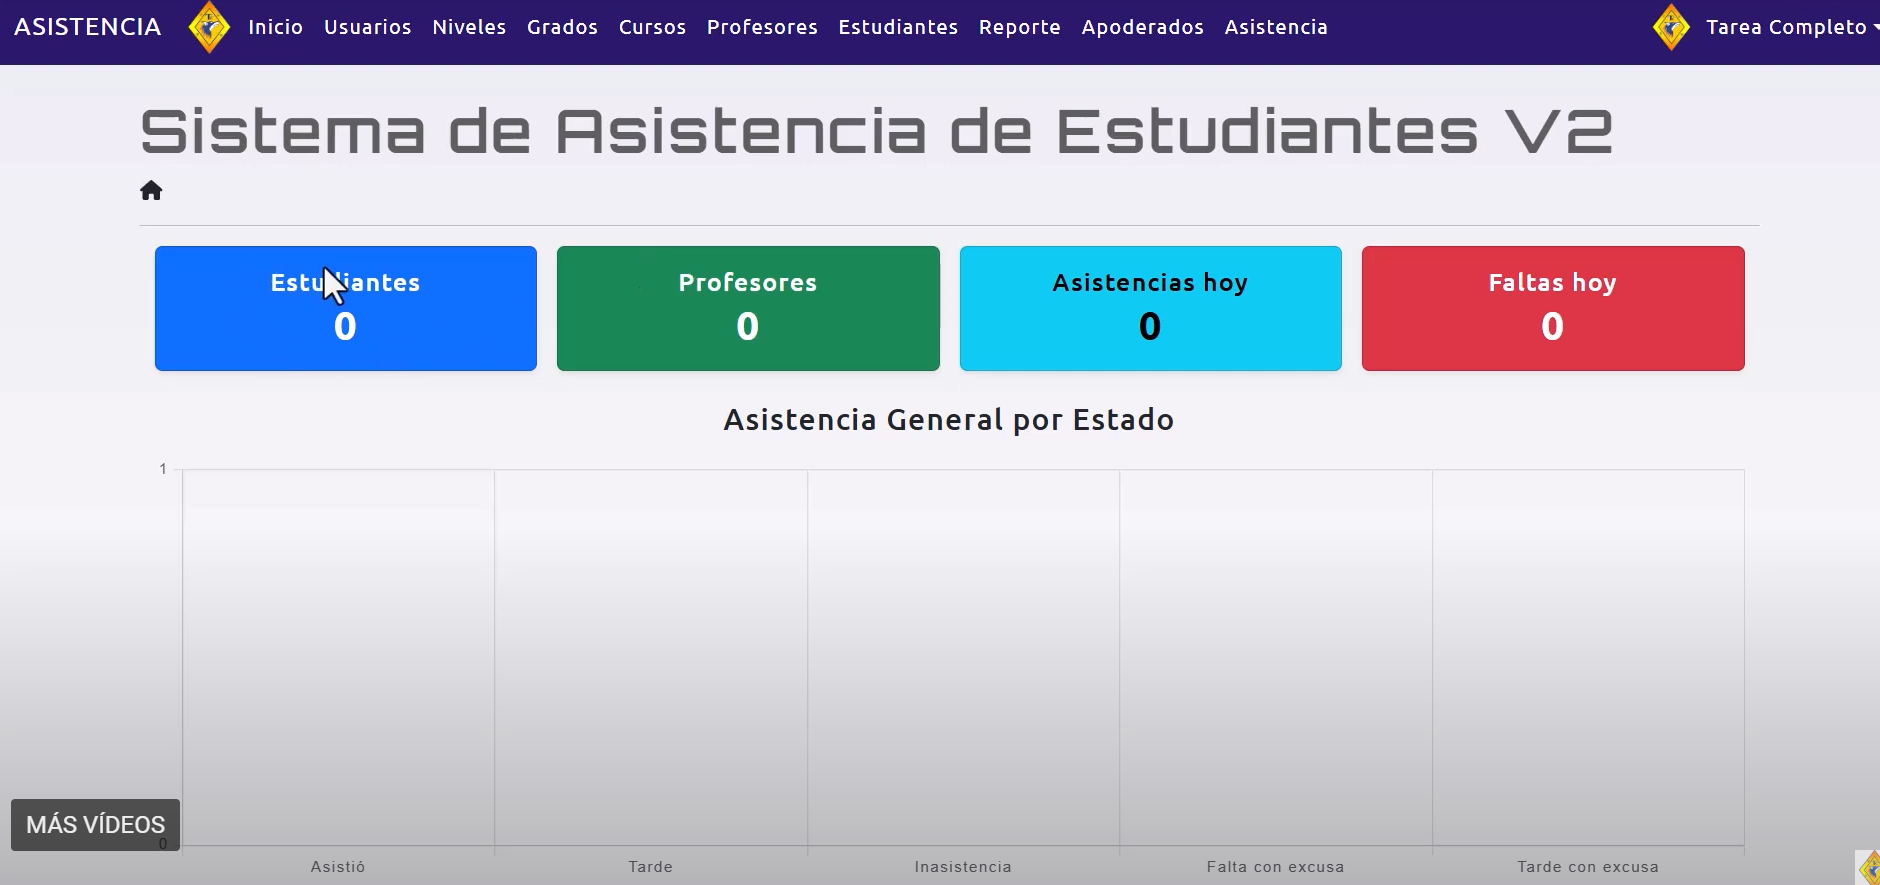 ASISTENCIA Inicio Usuarios Niveles Grados Cursos Profesores Estudiantes Reporte Apoderados Asistencia Tarea Completo
Sistema de Asistencia de Estudiantes V2
Estudiantes Profesores Asistencias hoy Faltas hoy
0 0 0 0
Asistencia General por Estado
1
MÁS VÍDEOS
0
Asistió Tarde Inasistencia Falta con excusa Tarde con excusa